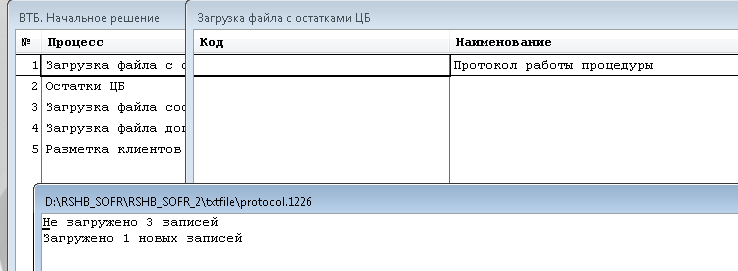 ВТБ. Начальное решение
Загрузка файла с остатками ЦБ
№ Процесс
Код Наименование
1 Загрузка файла с о
Протокол работы процедуры
2 Остатки ЦБ
3 Загрузка файла соо
4 Загрузка файла дог
5 Разметка клиентов
D:\RSHB_SOFR\RSHB_SOFR_2\txtfile\protocol.1226
Не загружено 3 записей
Загружено 1 новых записей